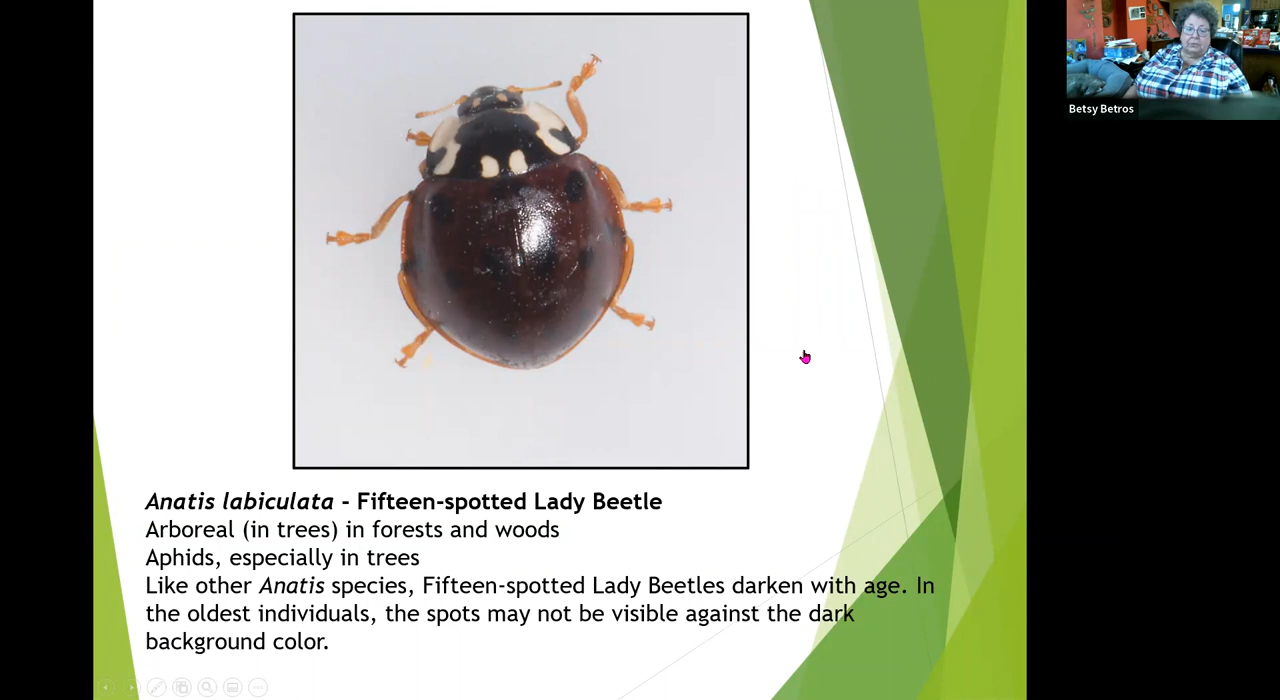 Betsy Betros
Anatis labiculata - Fifteen-spotted Lady Beetle
Arboreal (in trees) in forests and woods
Aphids, especially in trees
Like other Anatis species, Fifteen-spotted Lady Beetles darken with age. In
the oldest individuals, the spots may not be visible against the dark
background color.